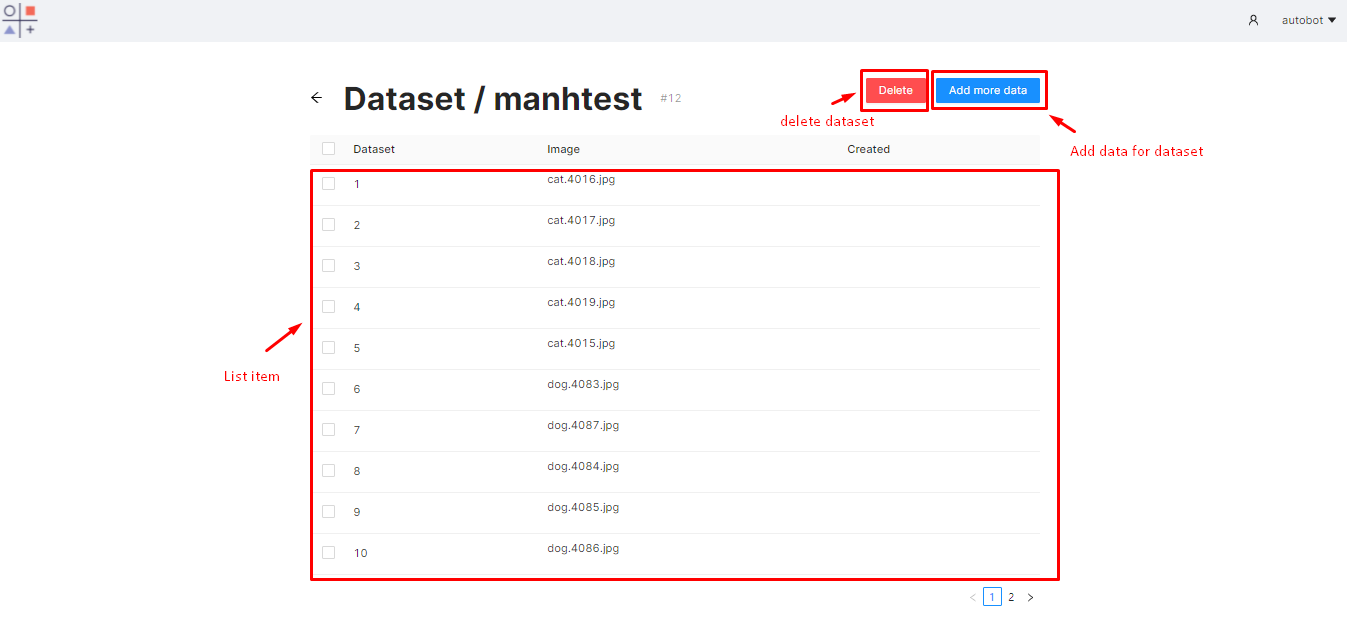 autobot
Dataset / manhtest #12
Delete
Add more data
delete dataset
Add data for dataset
Dataset Image Created
1 cat.4016.jpg
2 cat.4017.jpg
3 cat.4018.jpg
4 cat.4019.jpg
5 cat.4015.jpg
List item
6 dog.4083.jpg
7 dog.4087.jpg
8 dog.4084.jpg
9 dog.4085.jpg
10 dog.4086.jpg
< 1 2 >